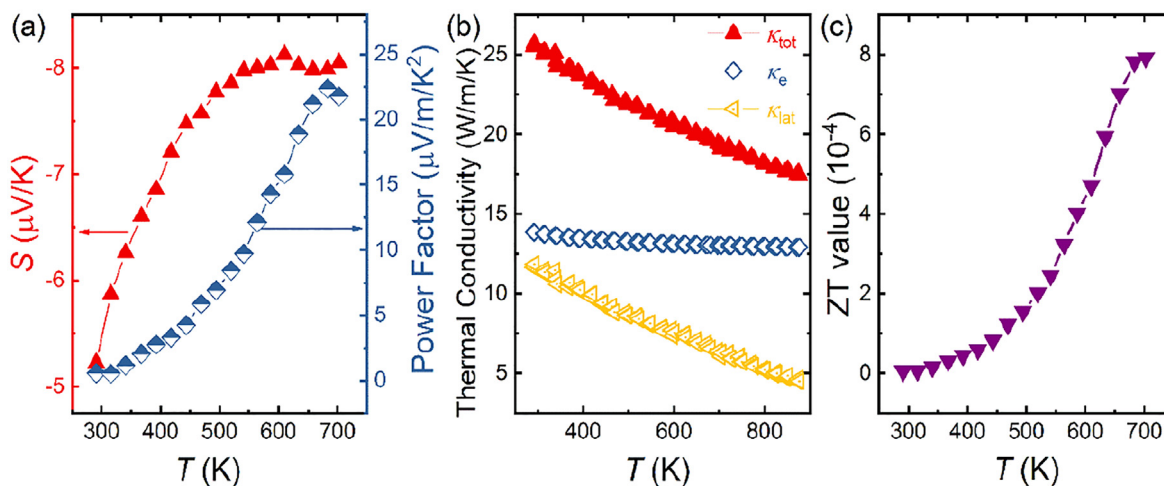 (a)
S (μV/K)
-8
-7
-6
-5
300 400 500 600 700
T (K)
25
20
15
10
5
0
Power Factor (μV/m/K²)
(b)
Thermal Conductivity (W/m/K)
25
20
15
10
5
κtot
κe
κlat
400 600 800
T (K)
(c)
ZT value (10⁻⁴)
8
6
4
2
0
300 400 500 600 700
T (K)